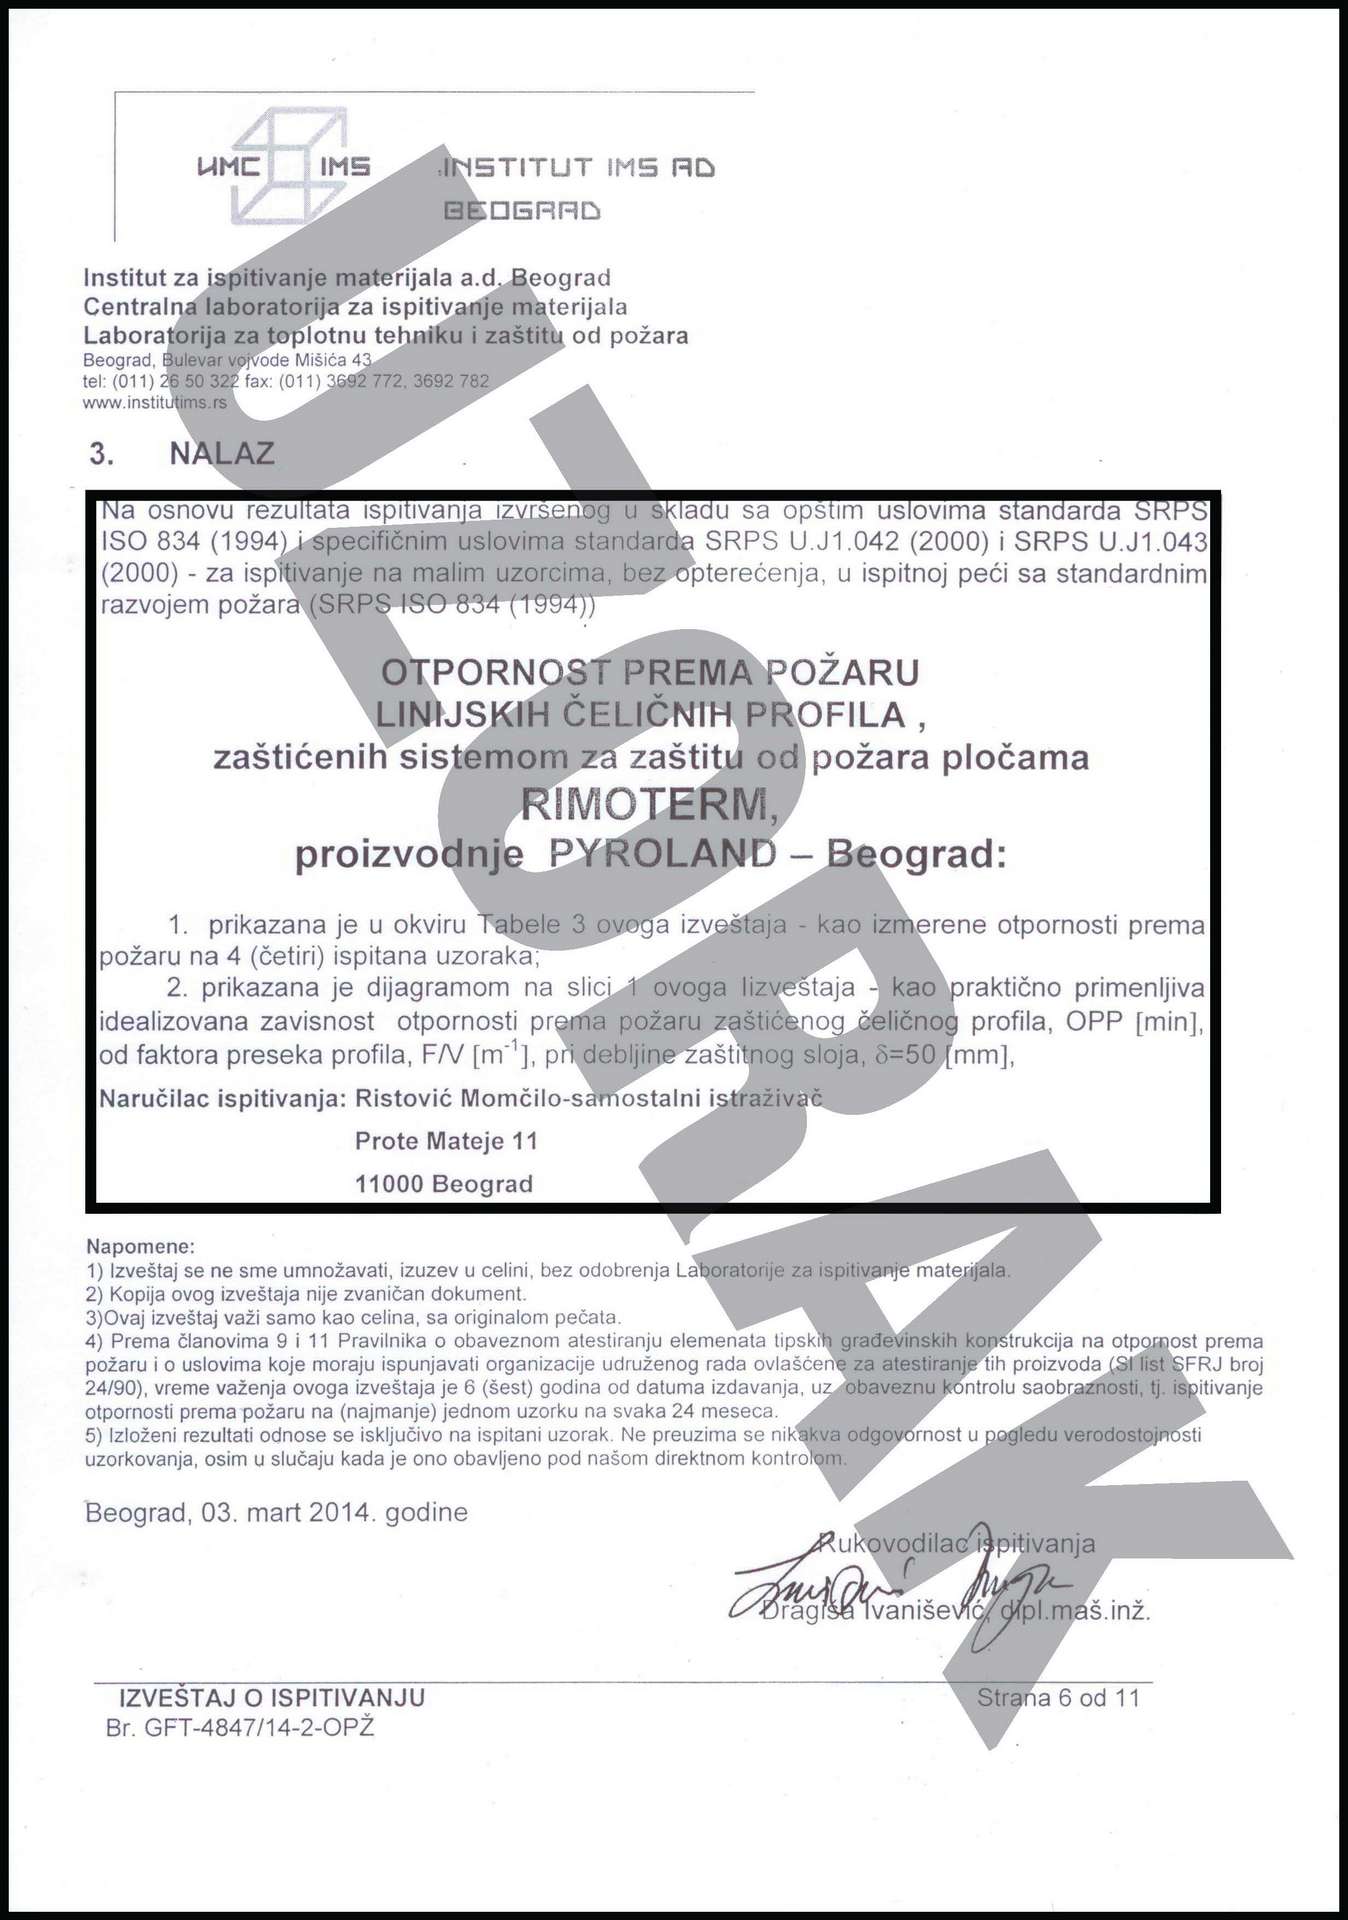 ИМС IMS INSTITUT IMS AD
BEOGRAD
Institut za ispitivanje materijala a.d. Beograd
Centralna laboratorija za ispitivanje materijala
Laboratorija za toplotnu tehniku i zaštitu od požara
Beograd, Bulevar vojvode Mišića 43
tel: (011) 26 50 322 fax: (011) 3692 772, 3692 782
www.institutims.rs
3. NALAZ
Na osnovu rezultata ispitivanja izvršenog u skladu sa opštim uslovima standarda SRPS
ISO 834 (1994) i specifičnim uslovima standarda SRPS U.J1.042 (2000) i SRPS U.J1.043
(2000) - za ispitivanje na malim uzorcima, bez opterećenja, u ispitnoj peći sa standardnim
razvojem požara (SRPS ISO 834 (1994))
OTPORNOST PREMA POŽARU
LINIJSKIH ČELIČNIH PROFILA ,
zaštićenih sistemom za zaštitu od požara pločama
RIMOTERM,
proizvodnje PYROLAND – Beograd:
1. prikazana je u okviru Tabele 3 ovoga izveštaja - kao izmerene otpornosti prema
požaru na 4 (četiri) ispitana uzoraka;
2. prikazana je dijagramom na slici 1 ovoga Iizveštaja - kao praktično primenljiva
idealizovana zavisnost otpornosti prema požaru zaštićenog čeličnog profila, OPP [min],
od faktora preseka profila, F/V [m⁻¹], pri debljine zaštitnog sloja, δ=50 [mm],
Naručilac ispitivanja: Ristović Momčilo-samostalni istraživač
Prote Mateje 11
11000 Beograd
Napomene:
1) Izveštaj se ne sme umnožavati, izuzev u celini, bez odobrenja Laboratorije za ispitivanje materijala.
2) Kopija ovog izveštaja nije zvaničan dokument.
3)Ovaj izveštaj važi samo kao celina, sa originalom pečata.
4) Prema članovima 9 i 11 Pravilnika o obaveznom atestiranju elemenata tipskih građevinskih konstrukcija na otpornost prema
požaru i o uslovima koje moraju ispunjavati organizacije udruženog rada ovlašćene za atestiranje tih proizvoda (Sl list SFRJ broj
24/90), vreme važenja ovoga izveštaja je 6 (šest) godina od datuma izdavanja, uz obaveznu kontrolu saobraznosti, tj. ispitivanje
otpornosti prema požaru na (najmanje) jednom uzorku na svaka 24 meseca.
5) Izloženi rezultati odnose se isključivo na ispitani uzorak. Ne preuzima se nikakva odgovornost u pogledu verodostojnosti
uzorkovanja, osim u slučaju kada je ono obavljeno pod našom direktnom kontrolom.
Beograd, 03. mart 2014. godine
Rukovodilac ispitivanja
Dragiša Ivanišević, dipl.maš.inž.
IZVEŠTAJ O ISPITIVANJU Strana 6 od 11
Br. GFT-4847/14-2-OPŽ
UZORAK